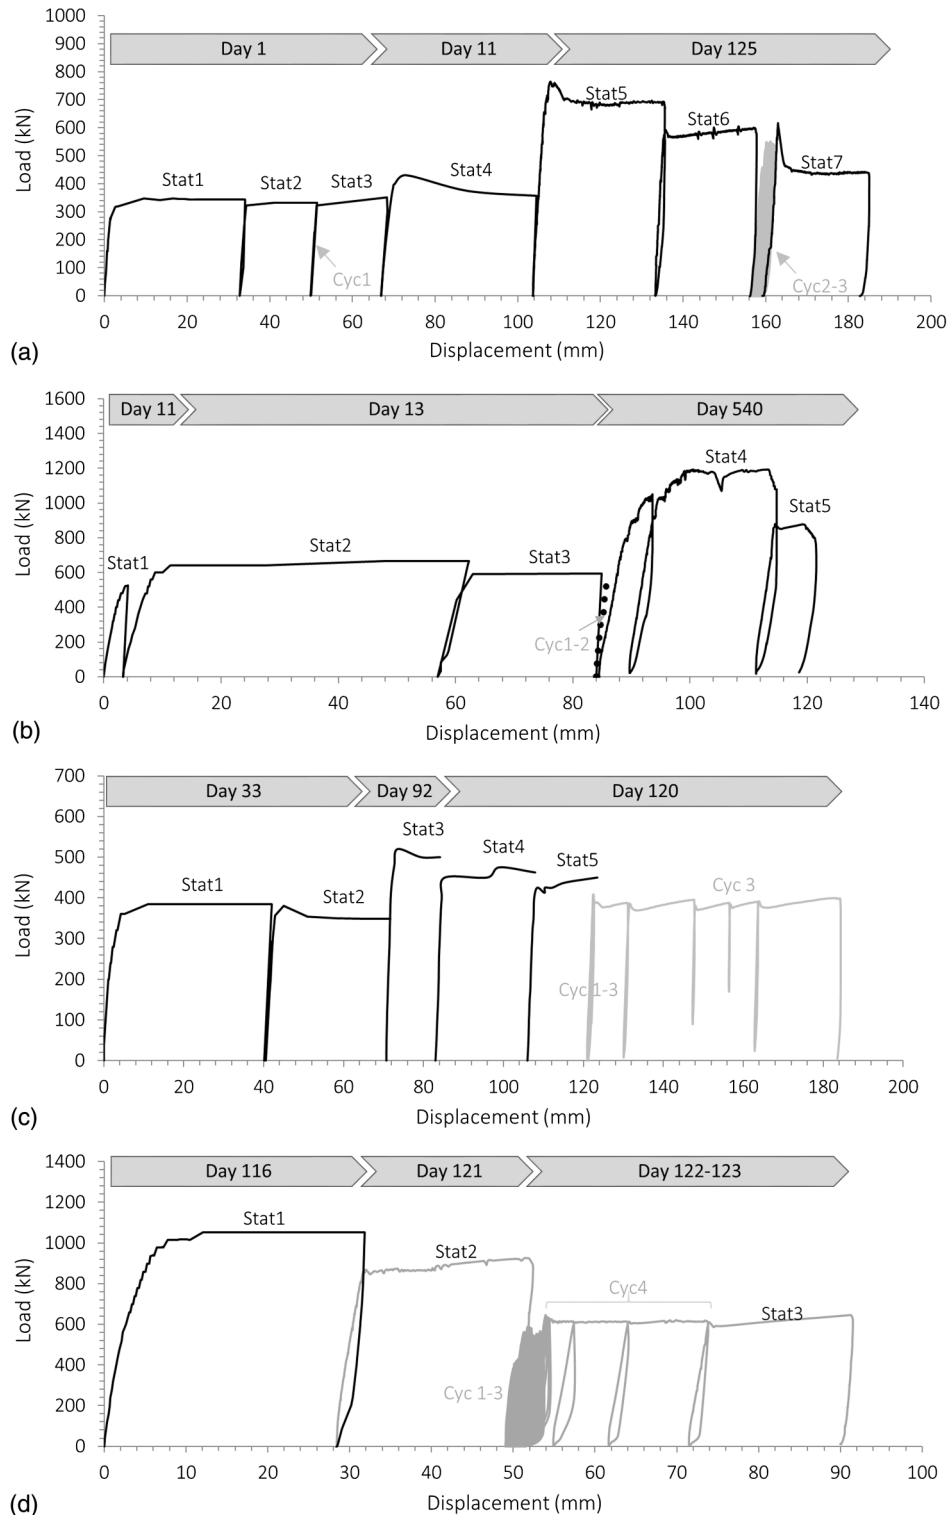 1000
900
800
700
600
500
400
300
200
100
0
Load (kN)
Day 1 Day 11 Day 125
Stat1 Stat2 Stat3 Stat4 Stat5 Stat6 Stat7
Cyc1 Cyc2-3
0 20 40 60 80 100 120 140 160 180 200
Displacement (mm)
(a)
1600
1400
1200
1000
800
600
400
200
0
Load (kN)
Day 11 Day 13 Day 540
Stat1 Stat2 Stat3 Stat4 Stat5
Cyc1-2
0 20 40 60 80 100 120 140
Displacement (mm)
(b)
700
600
500
400
300
200
100
0
Load (kN)
Day 33 Day 92 Day 120
Stat1 Stat2 Stat3 Stat4 Stat5 Cyc 3
Cyc 1-3
0 20 40 60 80 100 120 140 160 180 200
Displacement (mm)
(c)
1400
1200
1000
800
600
400
200
0
Load (kN)
Day 116 Day 121 Day 122-123
Stat1 Stat2 Cyc4 Stat3
Cyc 1-3
0 10 20 30 40 50 60 70 80 90 100
Displacement (mm)
(d)